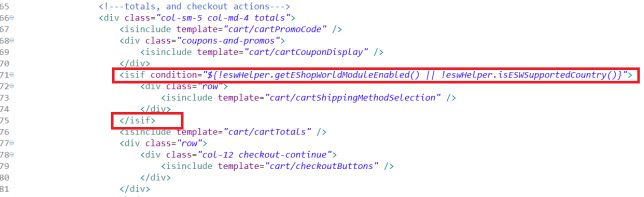 65 <!---totals, and checkout actions--->
66 <div class="col-sm-5 col-md-4 totals">
67 <isinclude template="cart/cartPromoCode" />
68 <div class="coupons-and-promos">
69 <isinclude template="cart/cartCouponDisplay" />
70 </div>
71 <isif condition="${!eswHelper.getEShopWorldModuleEnabled() || !eswHelper.isESWSupportedCountry()}">
72 <div class="row">
73 <isinclude template="cart/cartShippingMethodSelection" />
74 </div>
75 </isif>
76 <isinclude template="cart/cartTotals" />
77 <div class="row">
78 <div class="col-12 checkout-continue">
79 <isinclude template="cart/checkoutButtons" />
80 </div>
81 </div>